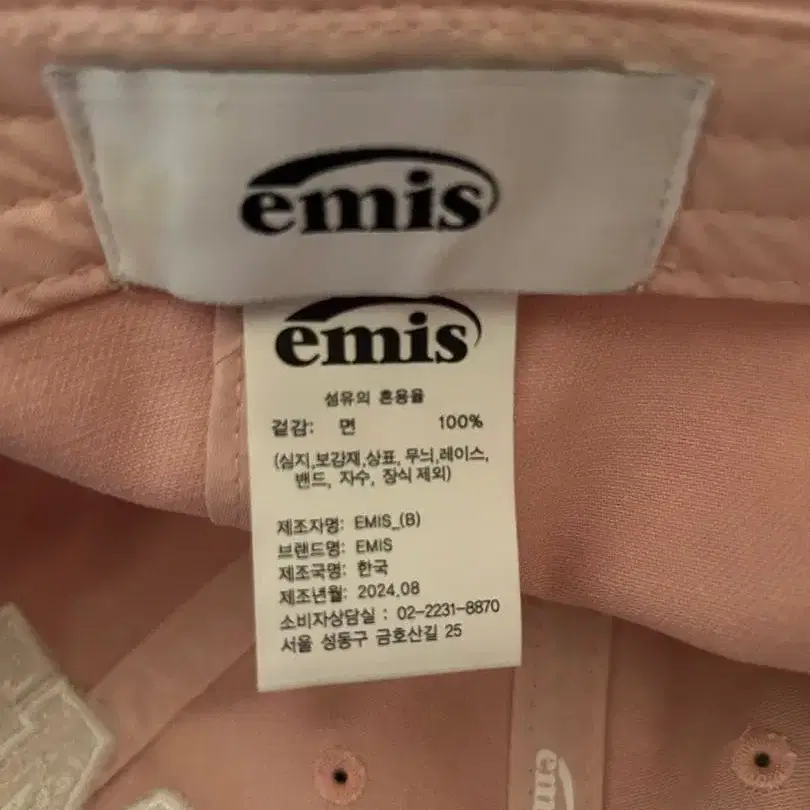 emis
emis
섬유의 혼용율
겉감: 면 100%
(심지,보강재,상표, 무늬,레이스,
밴드, 자수, 장식 제외)
제조자명: EMIS_(B)
브랜드명: EMIS
제조국명: 한국
제조년월: 2024.08
소비자상담실 : 02-2231-8870
서울 성동구 금호산길 25